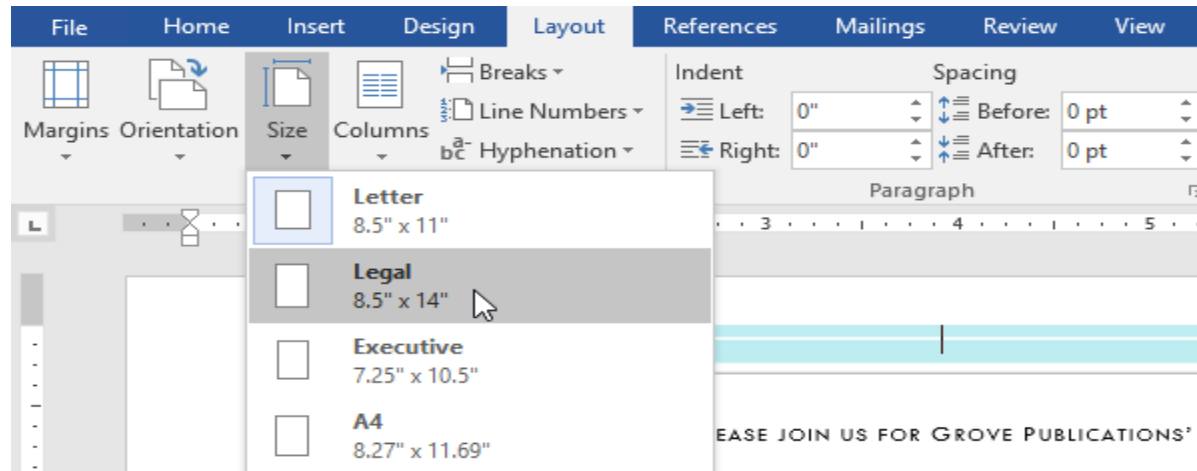 File Home Insert Design Layout References Mailings Review View
Breaks Indent Spacing
Line Numbers Left: 0" Before: 0 pt
Margins Orientation Size Columns
Hyphenation Right: 0" After: 0 pt
Paragraph
Letter
8.5" x 11"
3 4 5
Legal
8.5" x 14"
Executive
7.25" x 10.5"
A4
8.27" x 11.69"
EASE JOIN US FOR GROVE PUBLICATIONS'